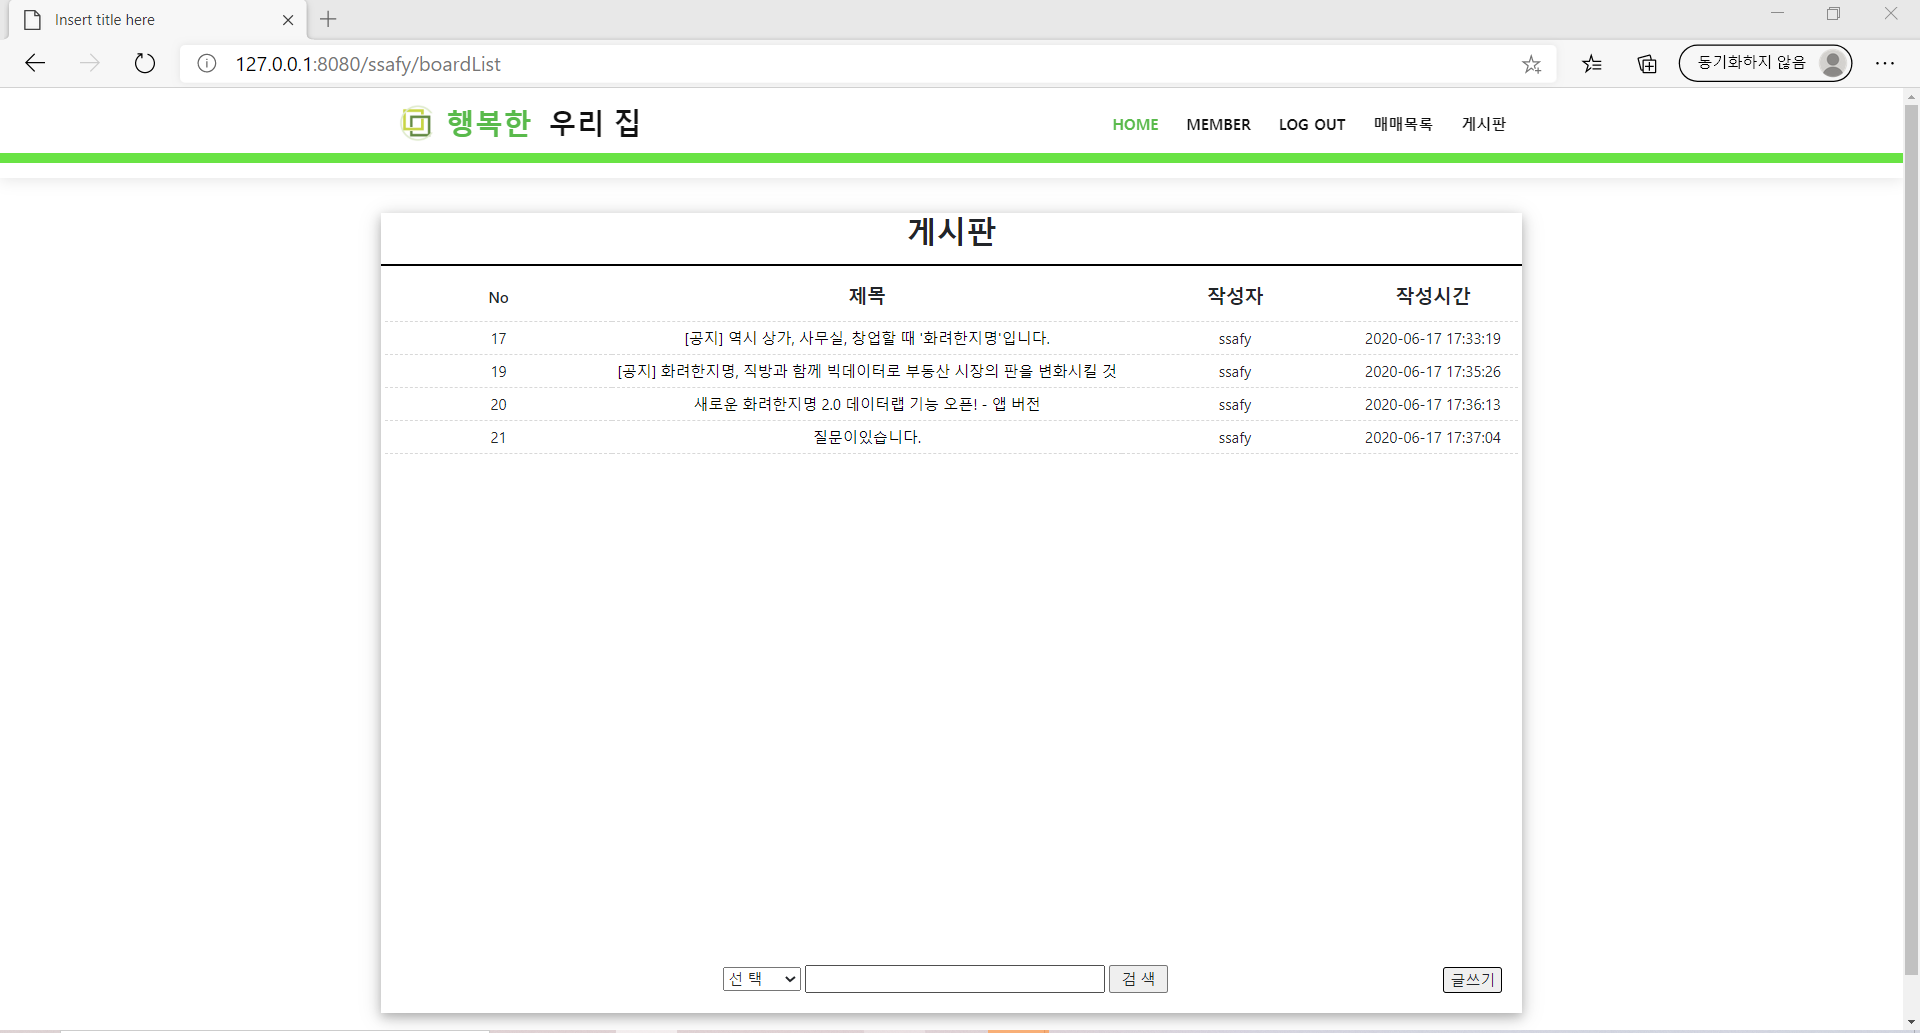 Insert title here
127.0.0.1:8080/ssafy/boardList
동기화하지 않음
행복한 우리 집
HOME MEMBER LOG OUT 매매목록 게시판
게시판
No 제목 작성자 작성시간
17 [공지] 역시 상가, 사무실, 창업할 때 '화려한지명'입니다. ssafy 2020-06-17 17:33:19
19 [공지] 화려한지명, 직방과 함께 빅데이터로 부동산 시장의 판을 변화시킬 것 ssafy 2020-06-17 17:35:26
20 새로운 화려한지명 2.0 데이터랩 기능 오픈! - 앱 버전 ssafy 2020-06-17 17:36:13
21 질문이있습니다. ssafy 2020-06-17 17:37:04
선 택 검 색 글쓰기